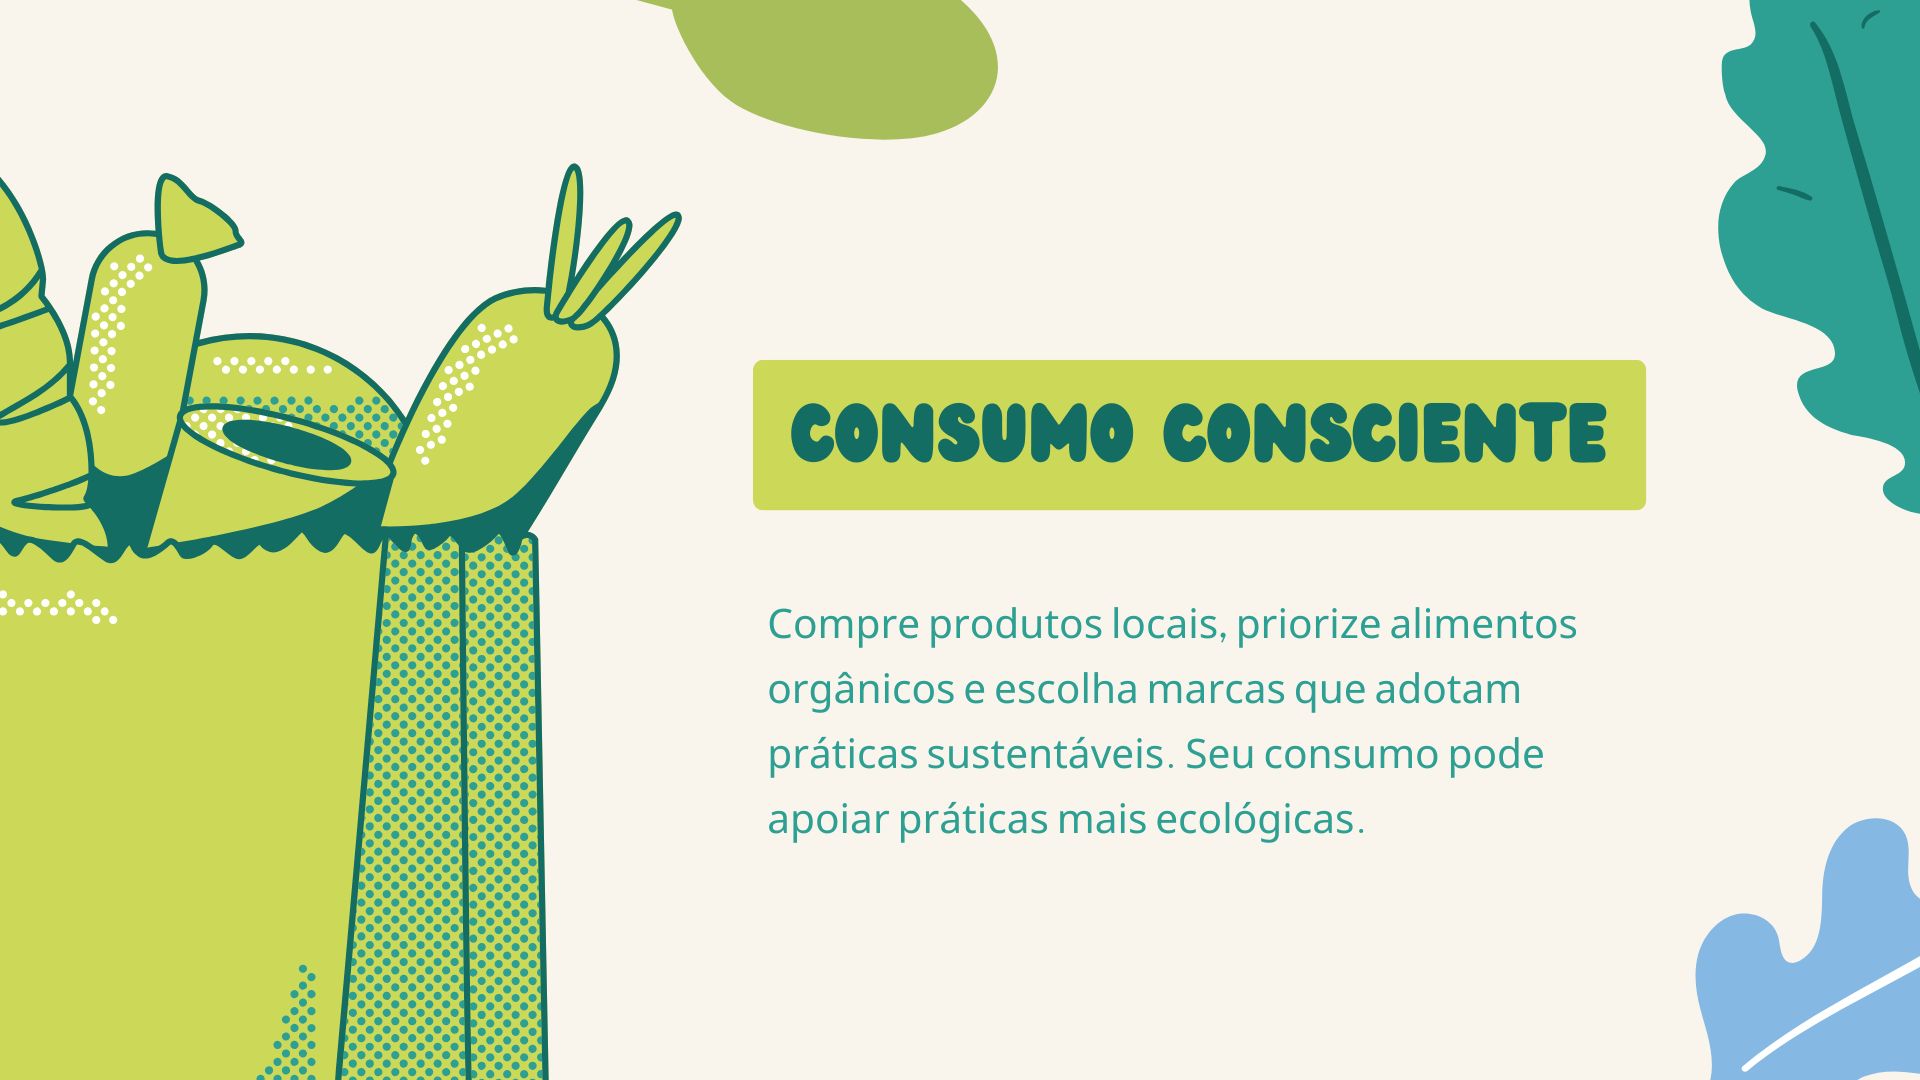 CONSUMO CONSCIENTE
Compre produtos locais, priorize alimentos
orgânicos e escolha marcas que adotam
práticas sustentáveis. Seu consumo pode
apoiar práticas mais ecológicas.